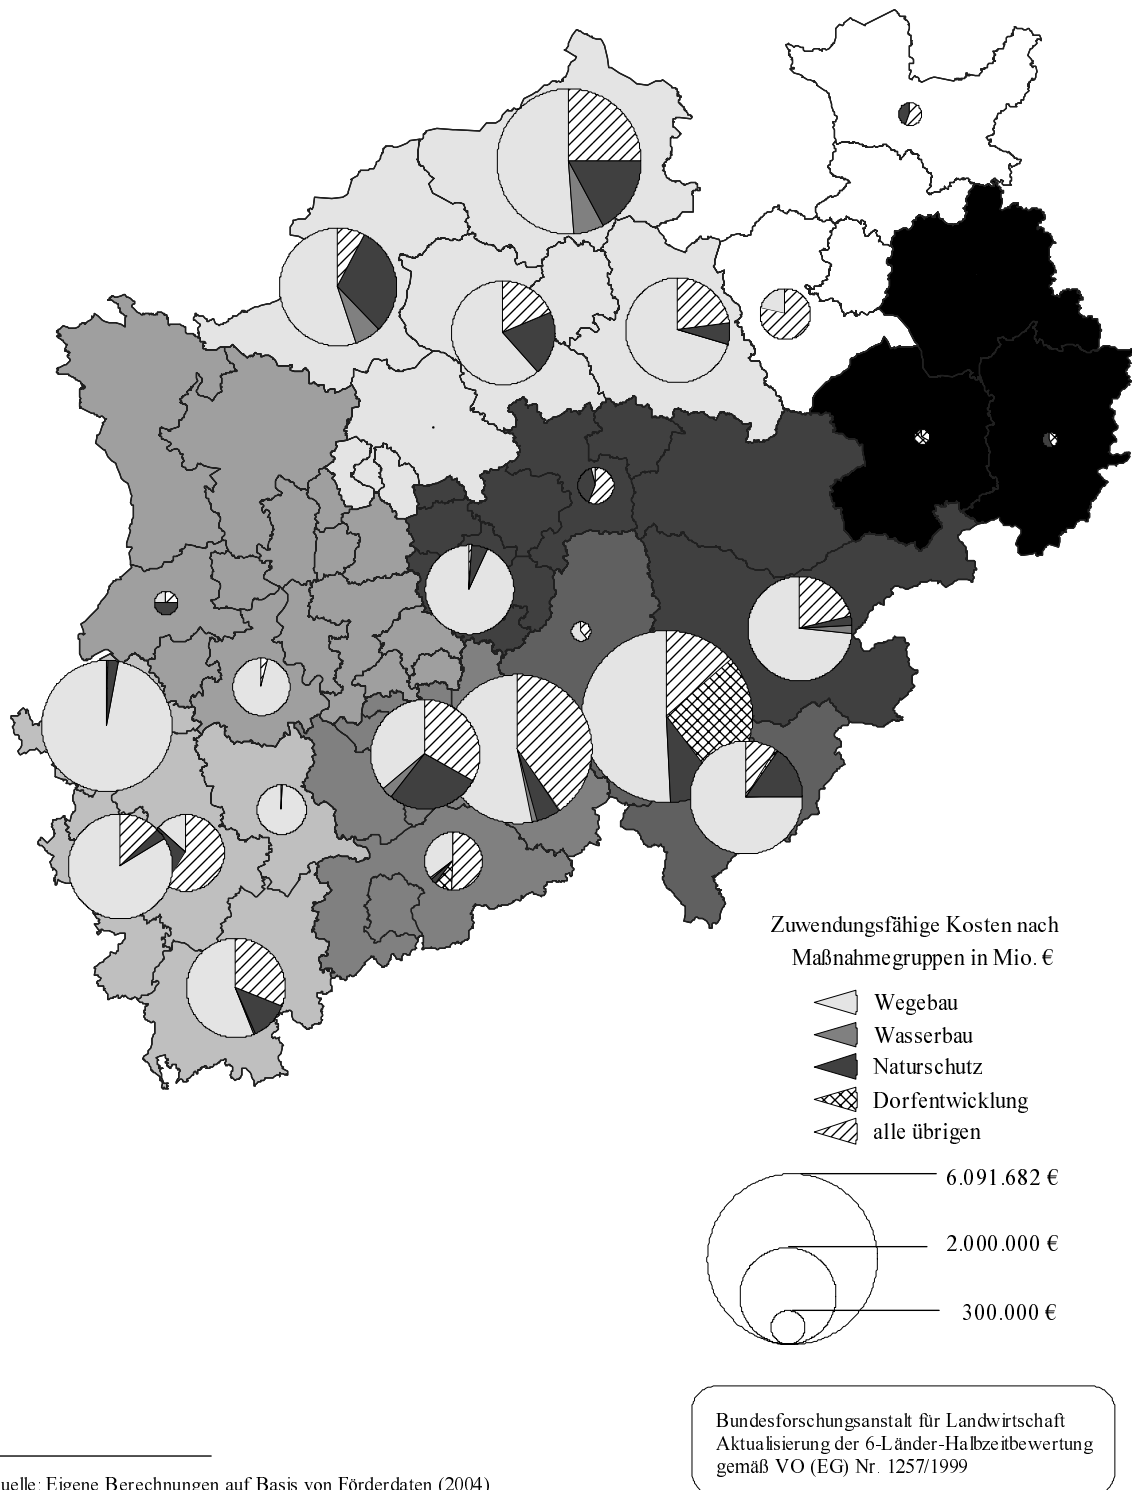 Zuwendungsfähige Kosten nach
Maßnahmegruppen in Mio. €
Wegebau
Wasserbau
Naturschutz
Dorfentwicklung
alle übrigen
6.091.682 €
2.000.000 €
300.000 €
Bundesforschungsanstalt für Landwirtschaft
Aktualisierung der 6-Länder-Halbzeitbewertung
gemäß VO (EG) Nr. 1257/1999
uelle: Eigene Berechnungen auf Basis von Förderdaten (2004)